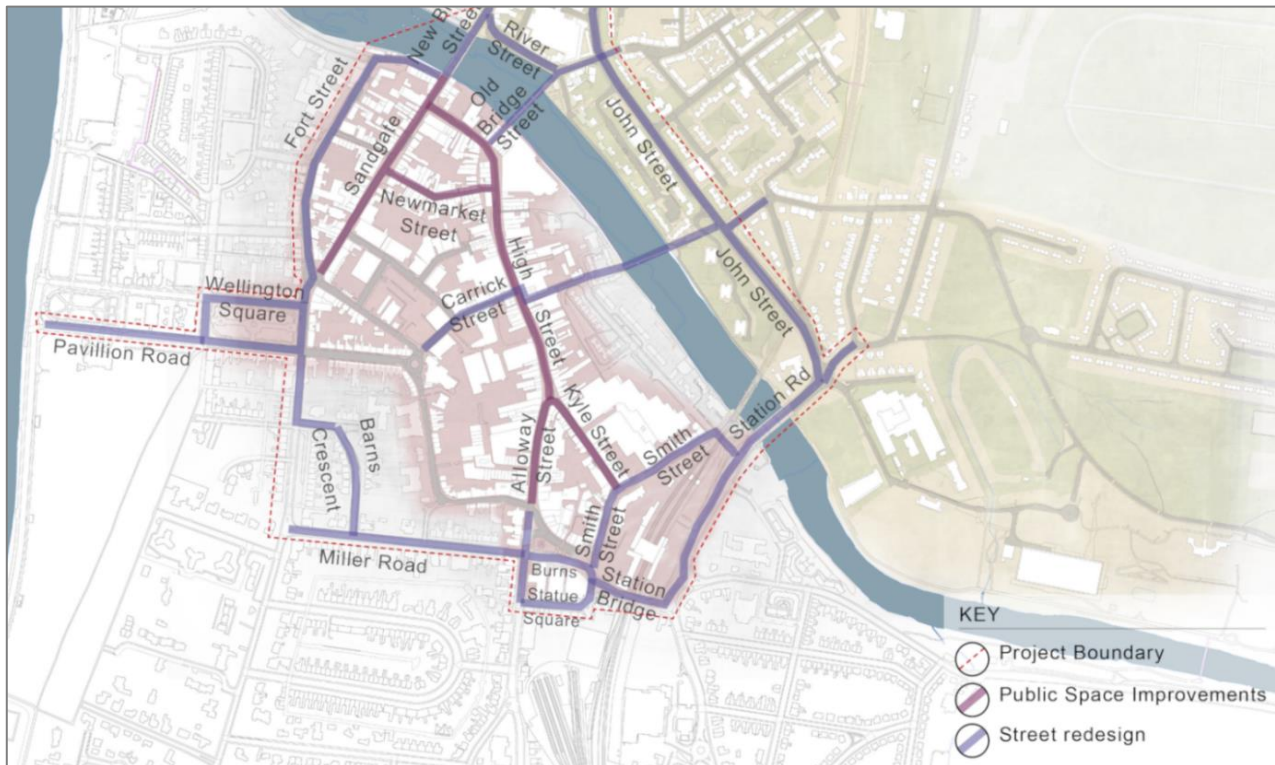 New B
Street
River
Street
Fort Street
Old
Bridge
Street
Sandgate
John Street
Newmarket
Street
High
Street
John Street
Wellington
Square
Carrick
Street
Pavillion Road
Kyle Street
Station Rd
Barns
Crescent
Alloway
Street
Smith
Street
Smith
Street
Miller Road
Burns
Statue
Square
Station
Bridge
KEY
Project Boundary
Public Space Improvements
Street redesign